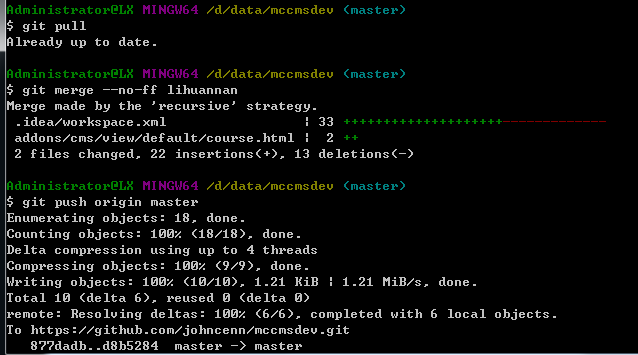 Administrator@LX MINGW64 /d/data/mccmsdev (master)
$ git pull
Already up to date.
Administrator@LX MINGW64 /d/data/mccmsdev (master)
$ git merge --no-ff lihuannan
Merge made by the 'recursive' strategy.
.idea/workspace.xml | 33 ++++++++++++++++++++-------------
addons/cms/view/default/course.html | 2 ++
2 files changed, 22 insertions(+), 13 deletions(-)
Administrator@LX MINGW64 /d/data/mccmsdev (master)
$ git push origin master
Enumerating objects: 18, done.
Counting objects: 100% (18/18), done.
Delta compression using up to 4 threads
Compressing objects: 100% (9/9), done.
Writing objects: 100% (10/10), 1.21 KiB | 1.21 MiB/s, done.
Total 10 (delta 6), reused 0 (delta 0)
remote: Resolving deltas: 100% (6/6), completed with 6 local objects.
To https://github.com/johncenn/mccmsdev.git
877dadb..d8b5284 master -> master